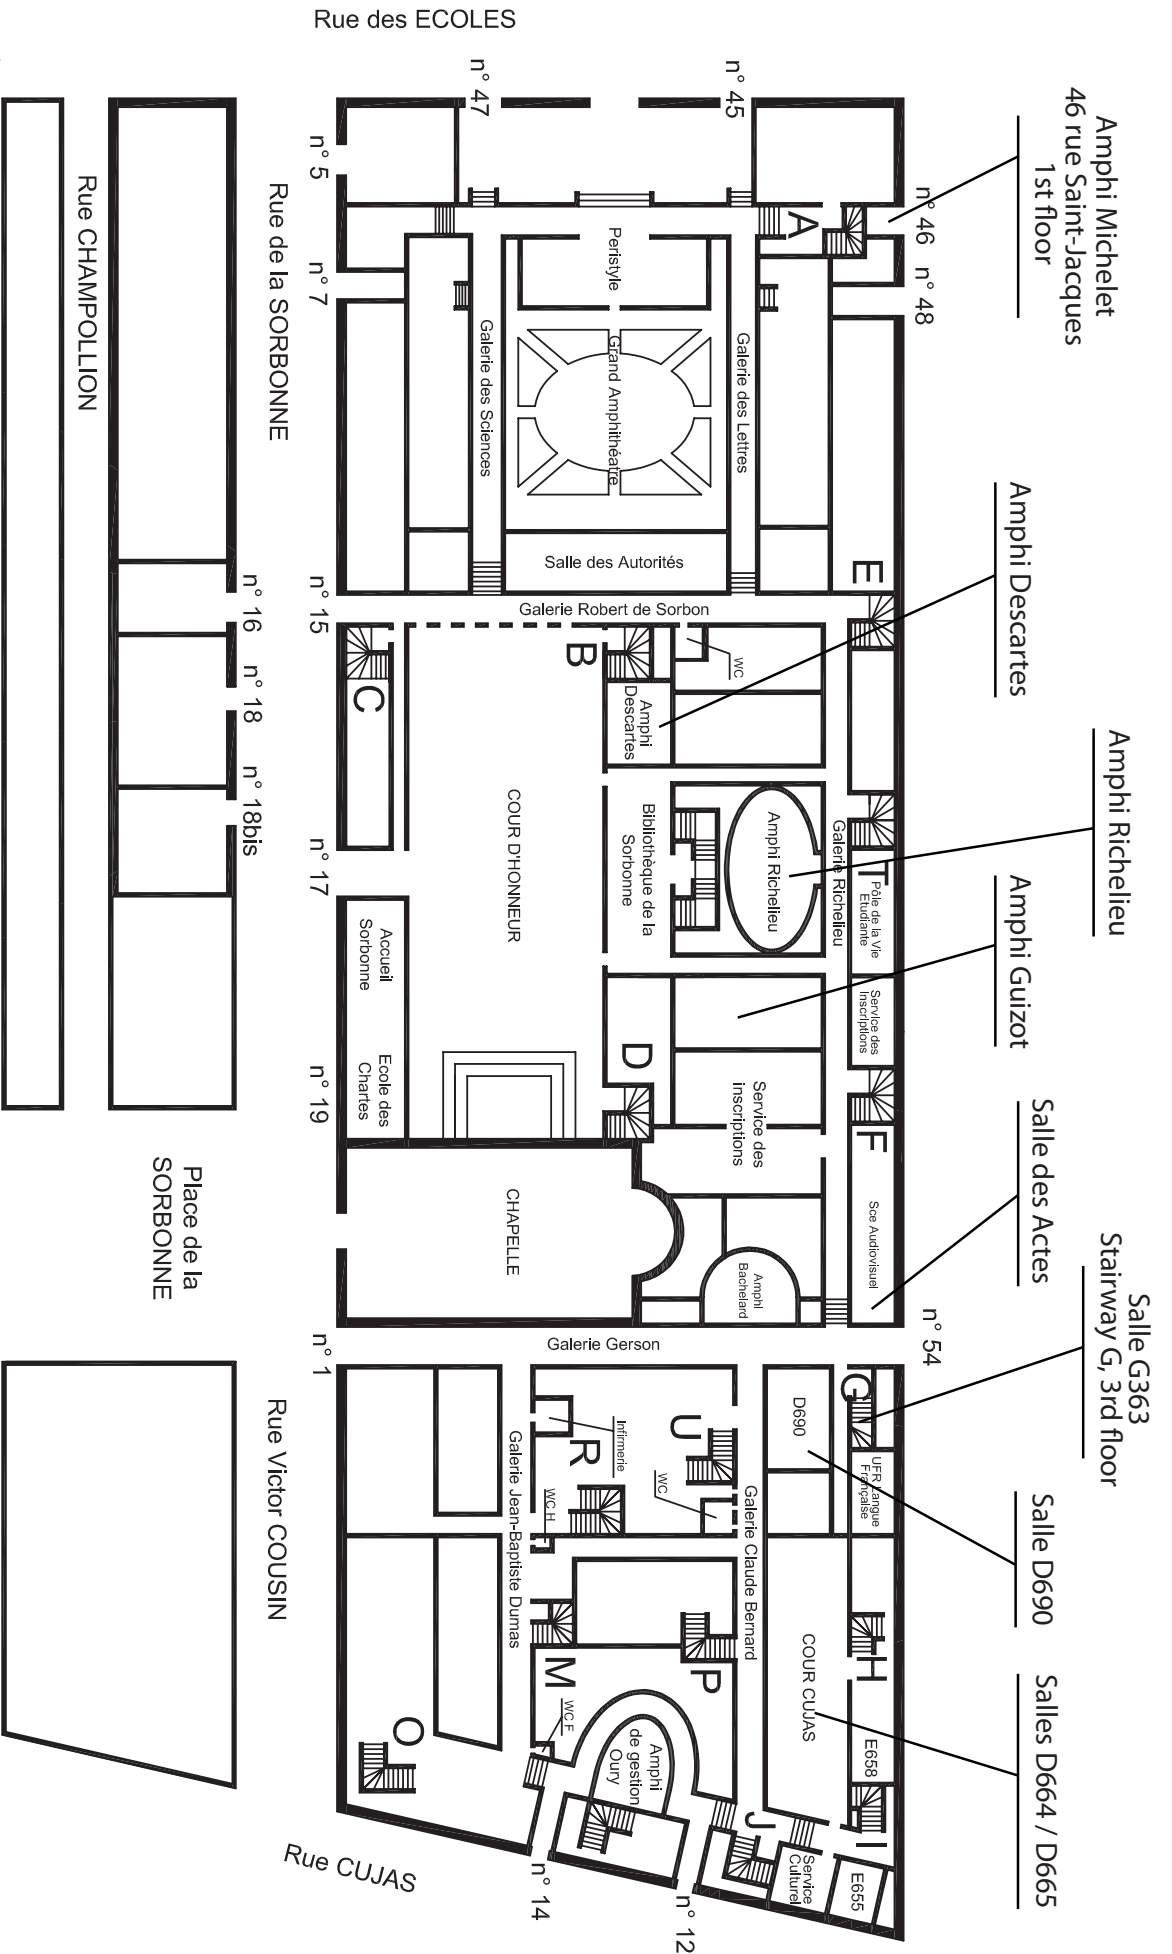 Rue des ECOLES
n° 47
n° 45
Amphi Michelet
46 rue Saint-Jacques
1st floor
n° 5
n° 46
n° 48
n° 7
Rue CHAMPOLLION
Rue de la SORBONNE
A
Peristyle
Galerie des Sciences
Grand Amphithéatre
Galerie des Lettres
Salle des Autorités
E
Amphi Descartes
n° 16
n° 15
Galerie Robert de Sorbon
B
WC
C
n° 18
Amphi
Descartes
Amphi Richelieu
n° 18bis
n° 17
COUR D'HONNEUR
Bibliothèque de la
Sorbonne
Amphi Richelieu
Galerie Richelieu
T
Pôle de la Vie
Etudiante
Amphi Guizot
Accueil
Sorbonne
Service des
Inscriptions
D
Ecole des
Chartes
n° 19
Service des
inscriptions
F
Salle des Actes
Place de la
SORBONNE
CHAPELLE
Sce Audiovisuel
Amphi
Bachelard
n° 1
Galerie Gerson
n° 54
Salle G363
Stairway G, 3rd floor
G
D690
U
Infirmerie
R
WC
WC H
UFR Langue
Française
Salle D690
Rue Victor COUSIN
Galerie Jean-Baptiste Dumas
Galerie Claude Bernard
H
COUR CUJAS
Salles D664 / D665
M
P
WC F
O
Amphi
de gestion
Oury
E658
J
I
Service
Culturel
E655
Rue CUJAS
n° 14
n° 12